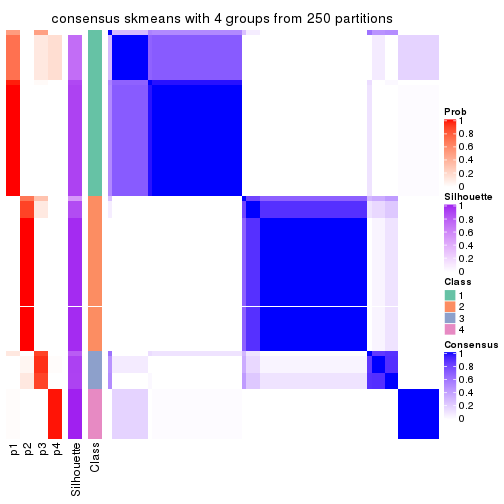 consensus skmeans with 4 groups from 250 partitions
Prob
1
0.8
0.6
0.4
0.2
0
Silhouette
1
0.8
0.6
0.4
0.2
0
Class
1
2
3
4
Consensus
1
0.8
0.6
0.4
0.2
0
p1
p2
p3
p4
Silhouette
Class